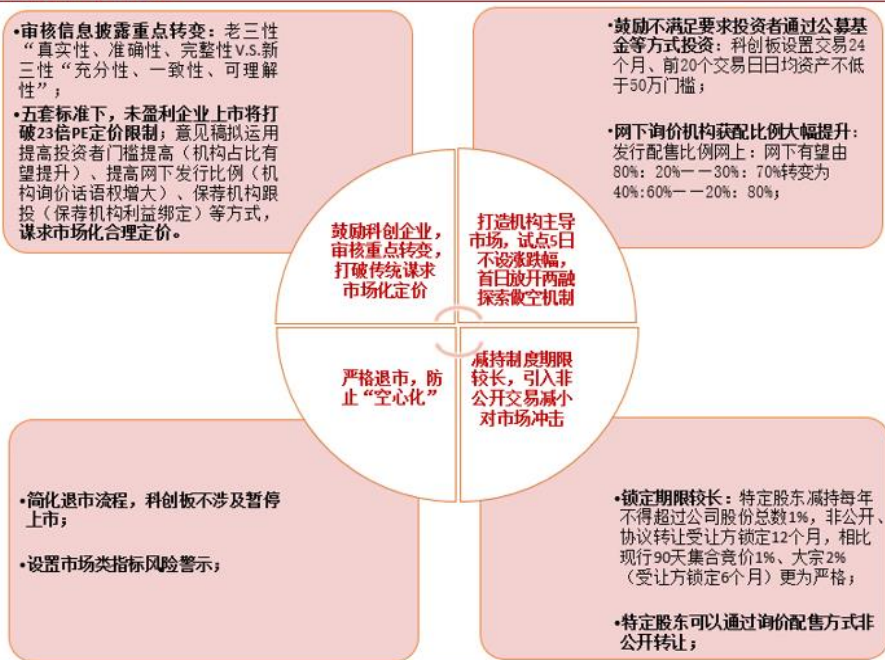 •审核信息披露重点转变：老三性
“真实性、准确性、完整性V.S.新
三性“充分性、一致性、可理解
性”；
•五套标准下，未盈利企业上市将打
破23倍PE定价限制；意见稿拟运用
提高投资者门槛提高（机构占比有
望提升）、提高网下发行比例（机
构询价话语权增大）、保荐机构跟
投（保荐机构利益绑定）等方式，
谋求市场化合理定价。
•鼓励不满足要求投资者通过公募基
金等方式投资：科创板设置交易24
个月、前20个交易日日均资产不低
于50万门槛；
•网下询价机构获配比例大幅提升：
发行配售比例网上：网下有望由
80%：20%——30%：70%转变为
40%:60%——20%：80%；
鼓励科创企业，
审核重点转变，
打破传统谋求
市场化定价
打造机构主导
市场，试点5日
不设涨跌幅，
首日放开两融
探索做空机制
严格退市，防
止“空心化”
减持制度期限
较长，引入非
公开交易减小
对市场冲击
•简化退市流程，科创板不涉及暂停
上市；
•设置市场类指标风险警示；
•锁定期限较长：特定股东减持每年
不得超过公司股份总数1%，非公开、
协议转让受让方锁定12个月，相比
现行90天集合竞价1%、大宗2%
（受让方锁定6个月）更为严格；
•特定股东可以通过询价配售方式非
公开转让；